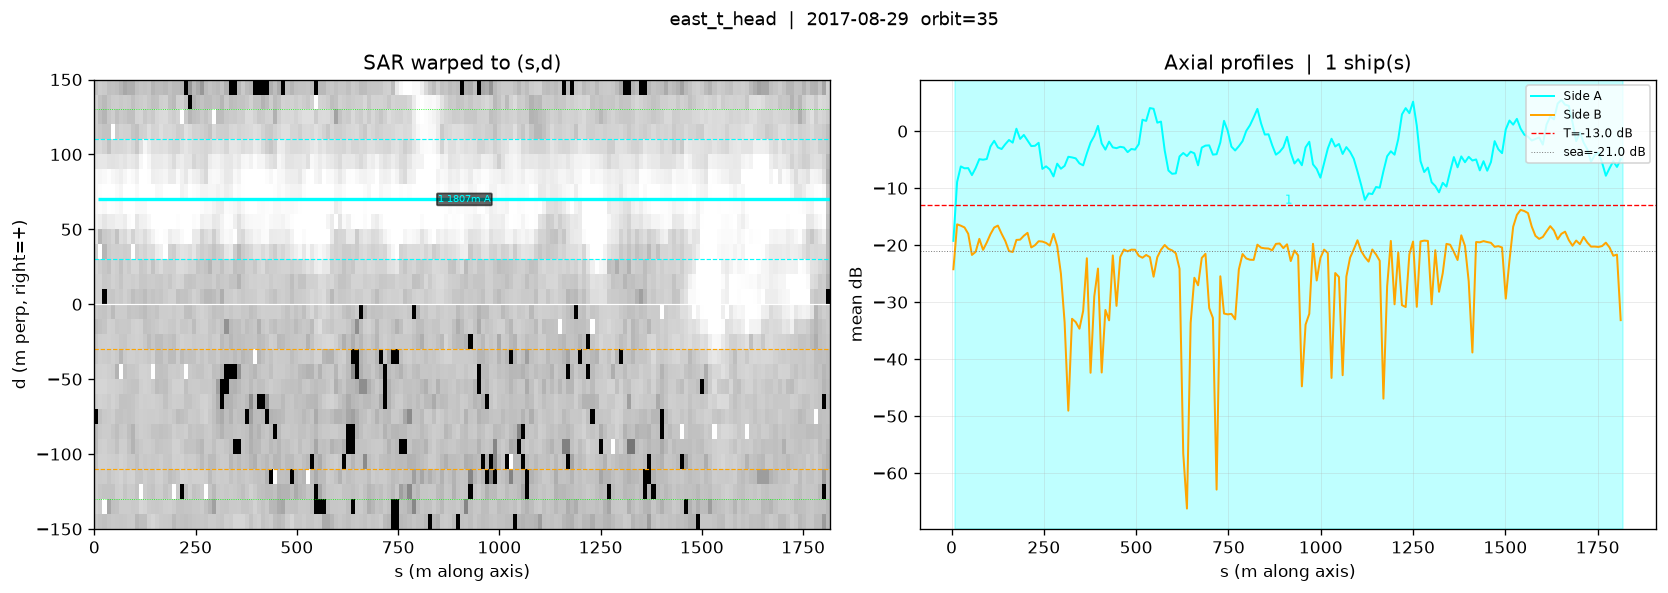 east_t_head  |  2017-08-29  orbit=35
SAR warped to (s,d)
150
100
50
0
−50
−100
−150
d (m perp, right=+)
1 1807m A
0
250
500
750
1000
1250
1500
1750
s (m along axis)
Axial profiles  |  1 ship(s)
0
−10
−20
−30
−40
−50
−60
mean dB
1
Side A
Side B
T=-13.0 dB
sea=-21.0 dB
0
250
500
750
1000
1250
1500
1750
s (m along axis)